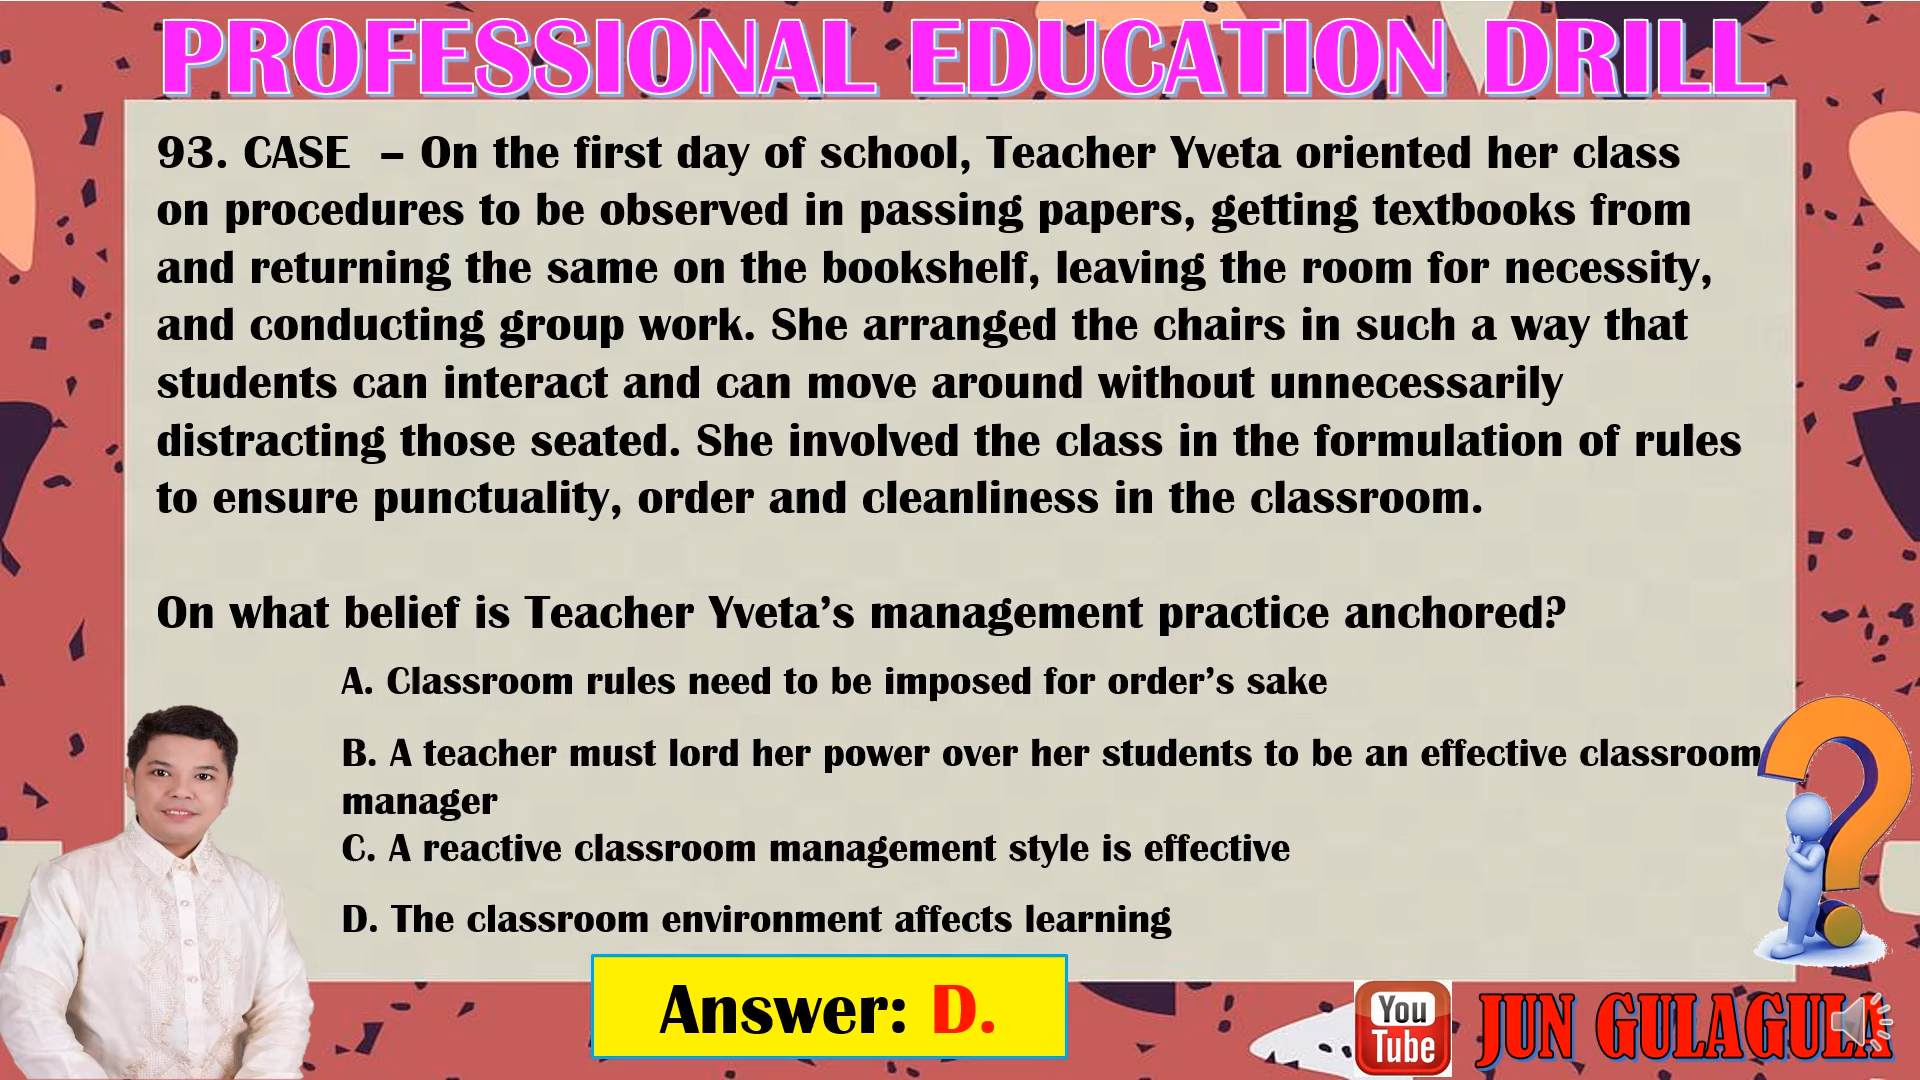 PROFESSIONAL EDUCATION DRILL
93. CASE – On the first day of school, Teacher Yveta oriented her class
on procedures to be observed in passing papers, getting textbooks from
and returning the same on the bookshelf, leaving the room for necessity,
and conducting group work. She arranged the chairs in such a way that
students can interact and can move around without unnecessarily
distracting those seated. She involved the class in the formulation of rules
to ensure punctuality, order and cleanliness in the classroom.
On what belief is Teacher Yveta’s management practice anchored?
A. Classroom rules need to be imposed for order’s sake
B. A teacher must lord her power over her students to be an effective classroom
manager
C. A reactive classroom management style is effective
D. The classroom environment affects learning
Answer: D.
You
Tube
JUN GULAGULA